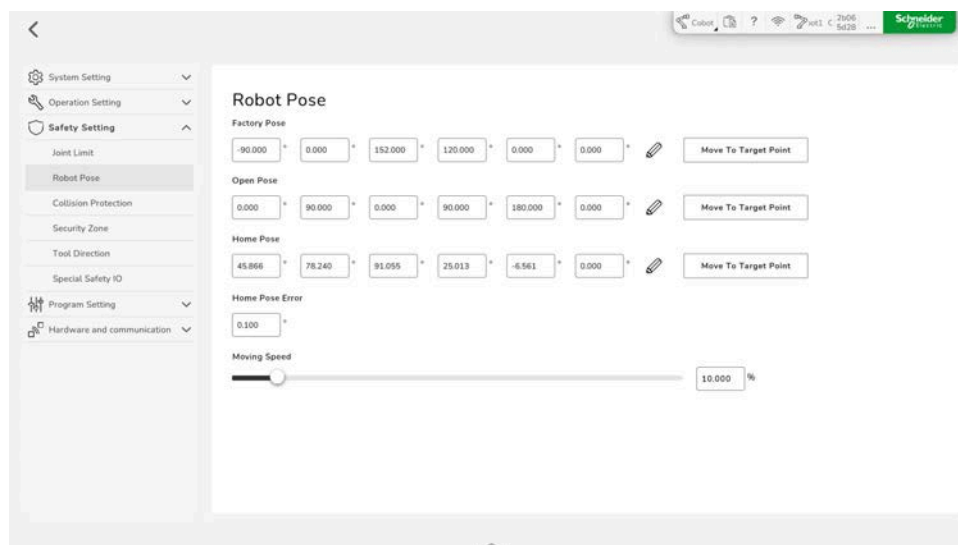 Cobot ? C 2b06 5d28 ... Schneider Electric
System Setting
Operation Setting
Safety Setting
Joint Limit
Robot Pose
Collision Protection
Security Zone
Tool Direction
Special Safety IO
Program Setting
Hardware and communication
Robot Pose
Factory Pose
-90.000 ° 0.000 ° 152.000 ° 120.000 ° 0.000 ° 0.000 ° Move To Target Point
Open Pose
0.000 ° 90.000 ° 0.000 ° 90.000 ° 180.000 ° 0.000 ° Move To Target Point
Home Pose
45.866 ° 78.240 ° 91.055 ° 25.013 ° -6.561 ° 0.000 ° Move To Target Point
Home Pose Error
0.100 °
Moving Speed
10.000 %